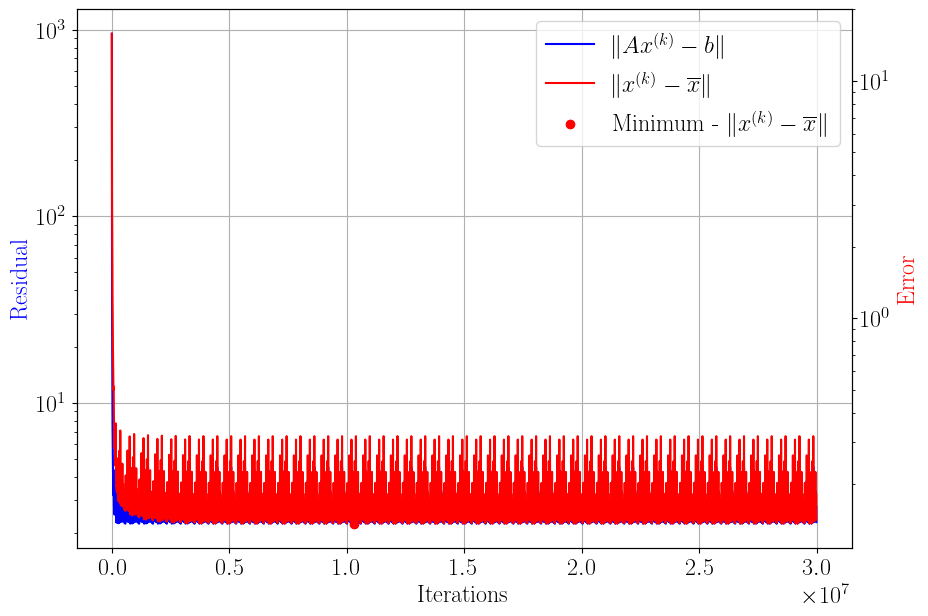 ‖Ax⁽ᵏ⁾ − b‖
‖x⁽ᵏ⁾ − x̅‖
Minimum - ‖x⁽ᵏ⁾ − x̅‖
10³
10²
10¹
10¹
10⁰
Residual
Error
0.0 0.5 1.0 1.5 2.0 2.5 3.0
Iterations
×10⁷